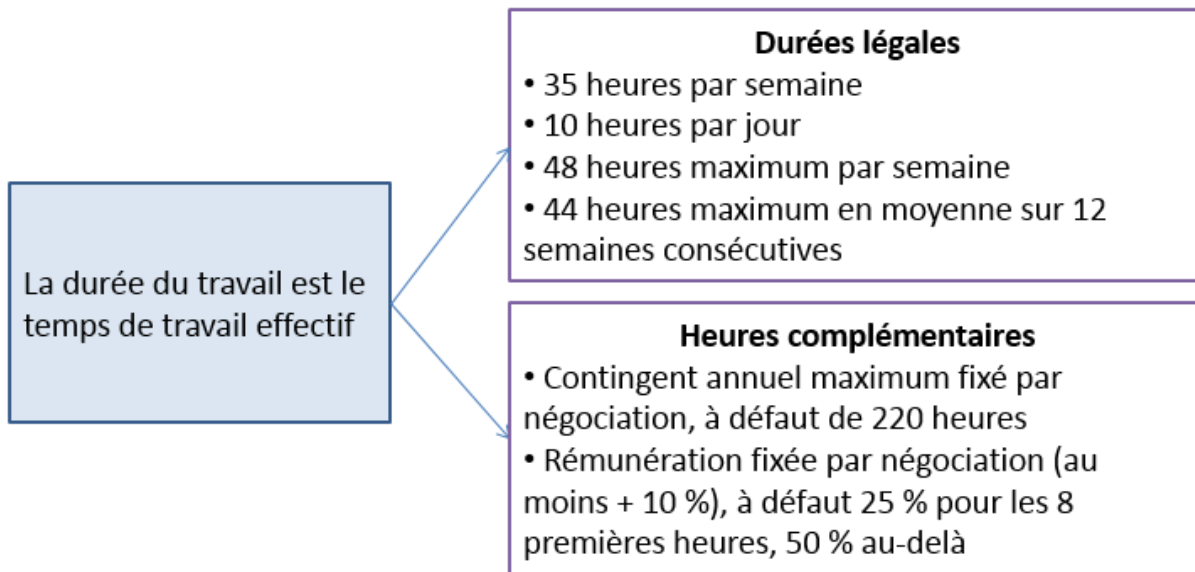 La durée du travail est le
temps de travail effectif
Durées légales
• 35 heures par semaine
• 10 heures par jour
• 48 heures maximum par semaine
• 44 heures maximum en moyenne sur 12
semaines consécutives
Heures complémentaires
• Contingent annuel maximum fixé par
négociation, à défaut de 220 heures
• Rémunération fixée par négociation (au
moins + 10 %), à défaut 25 % pour les 8
premières heures, 50 % au-delà